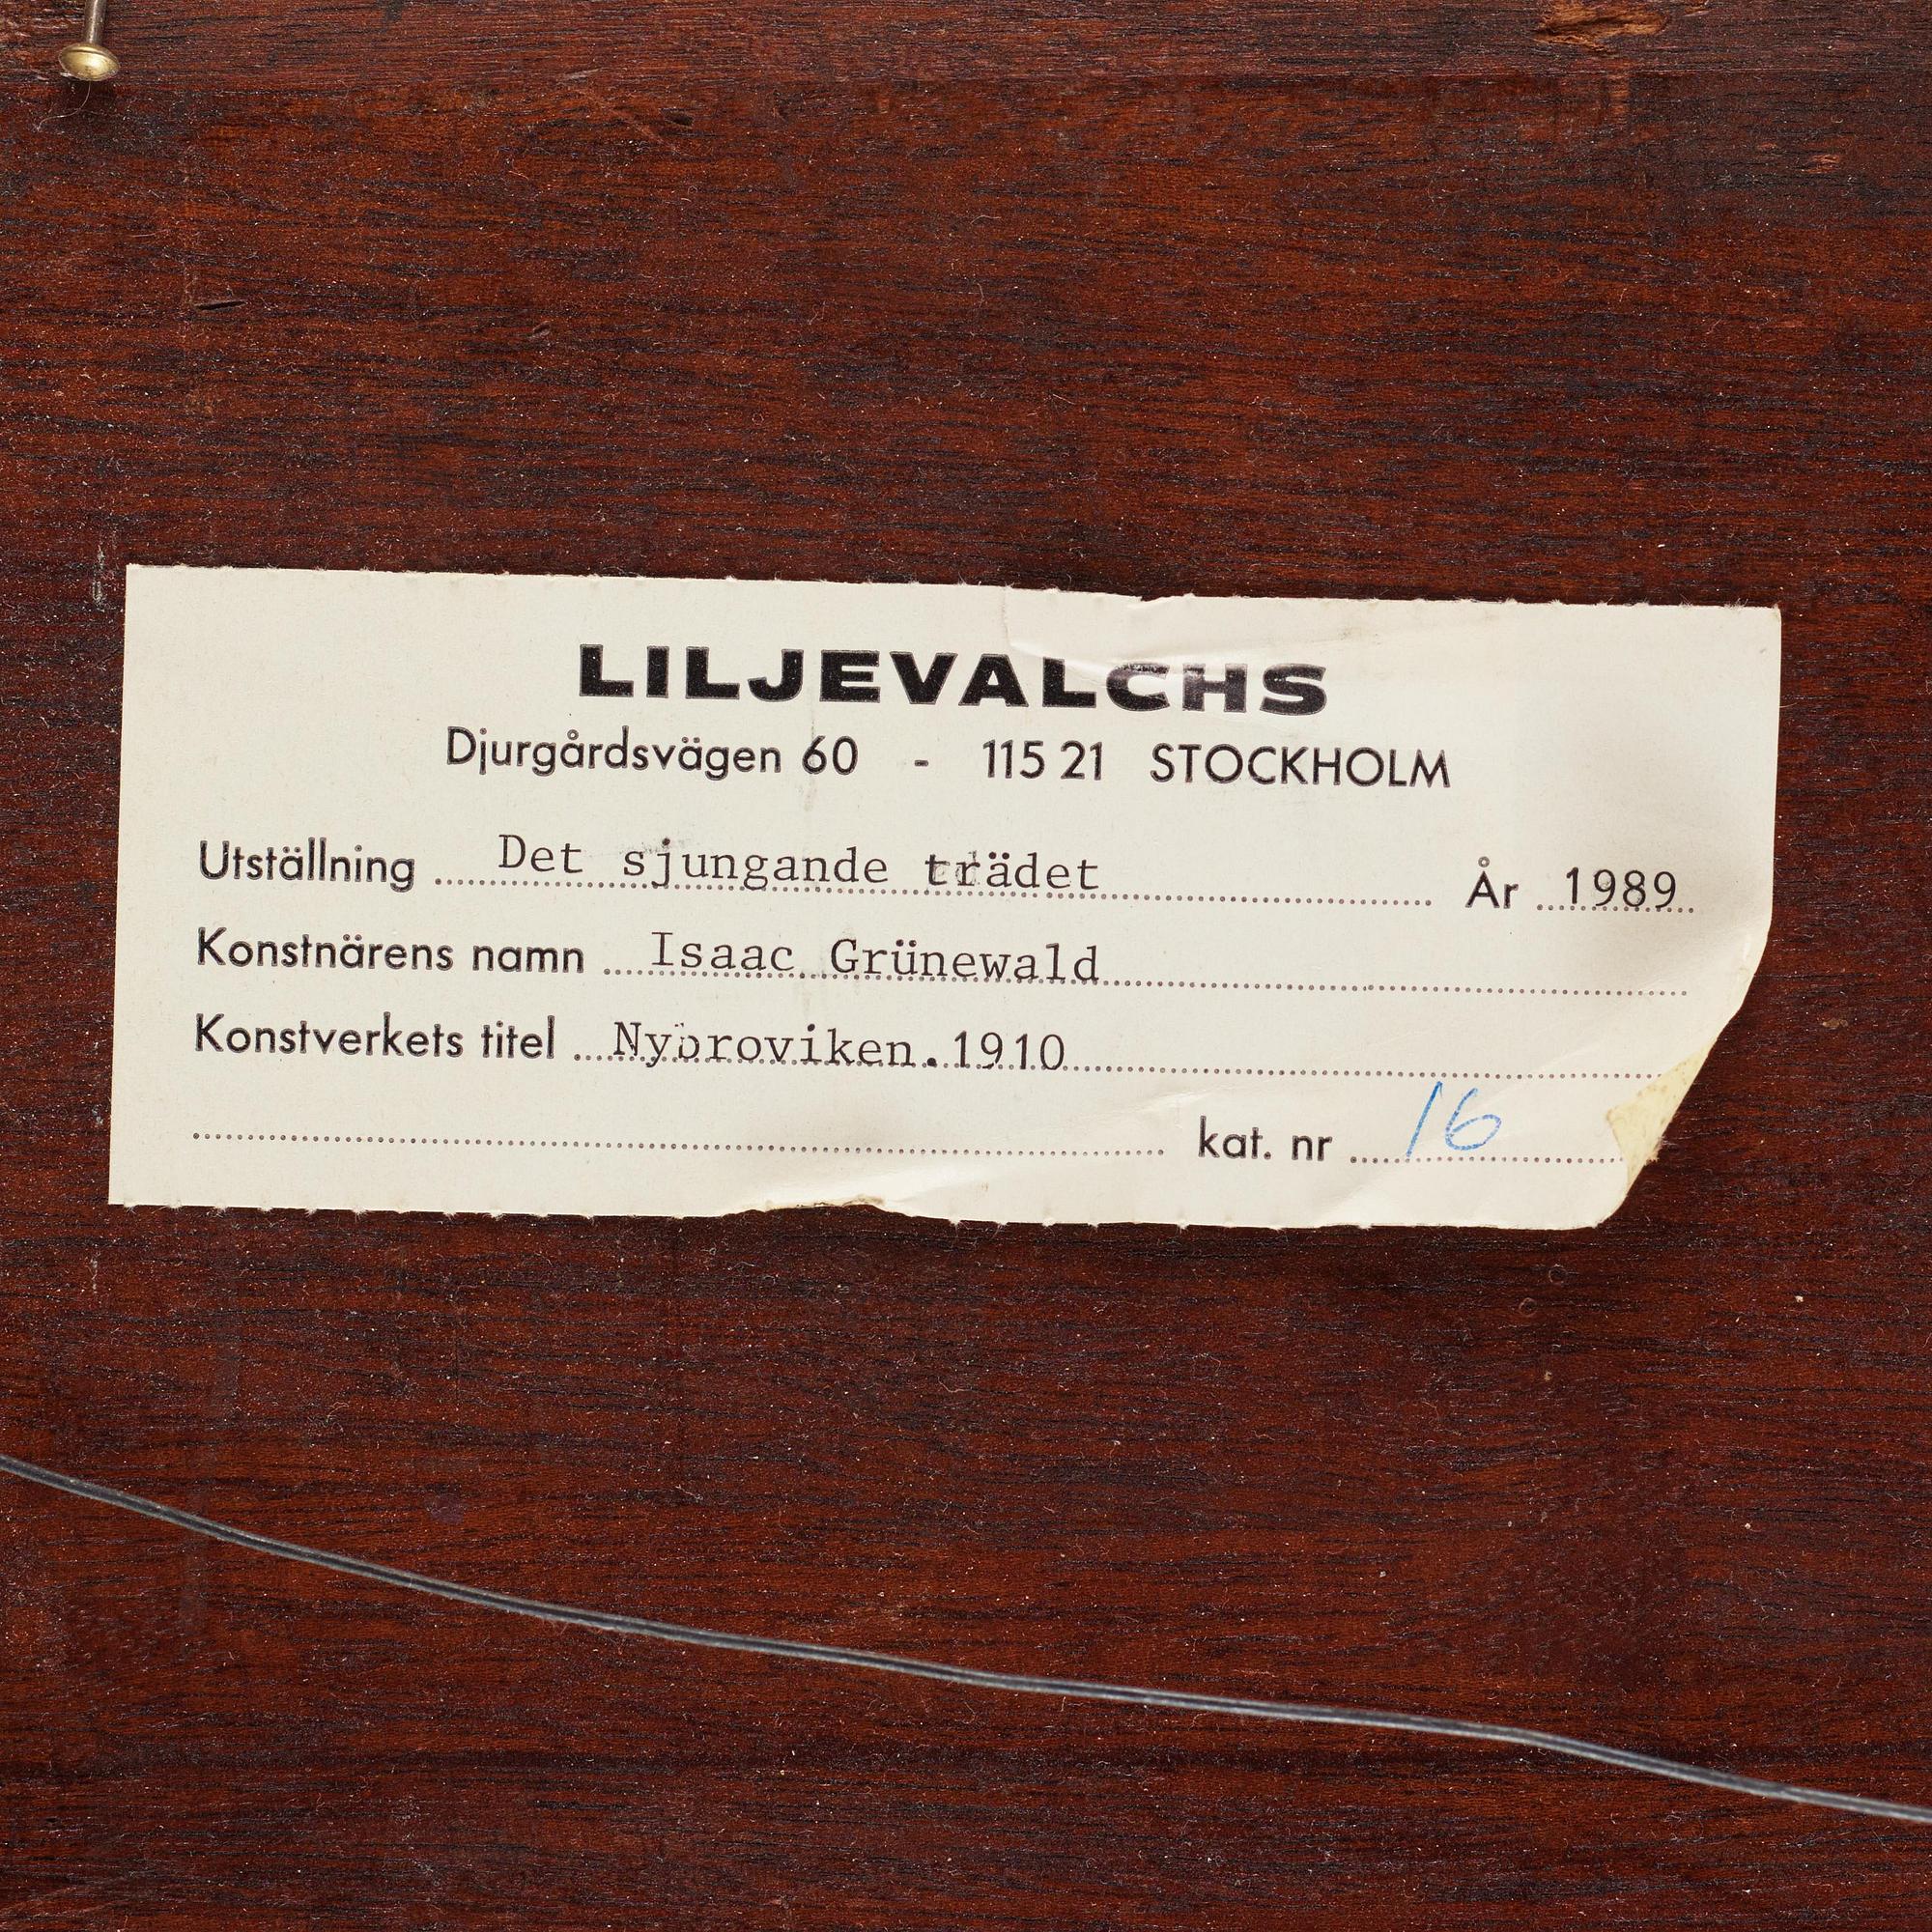 LILJEVALCHS
Djurgårdsvägen 60 - 115 21 STOCKHOLM
Utställning Det sjungande trädet År 1989
Konstnärens namn Isaac Grünewald
Konstverkets titel Nybroviken.1910
kat. nr 16